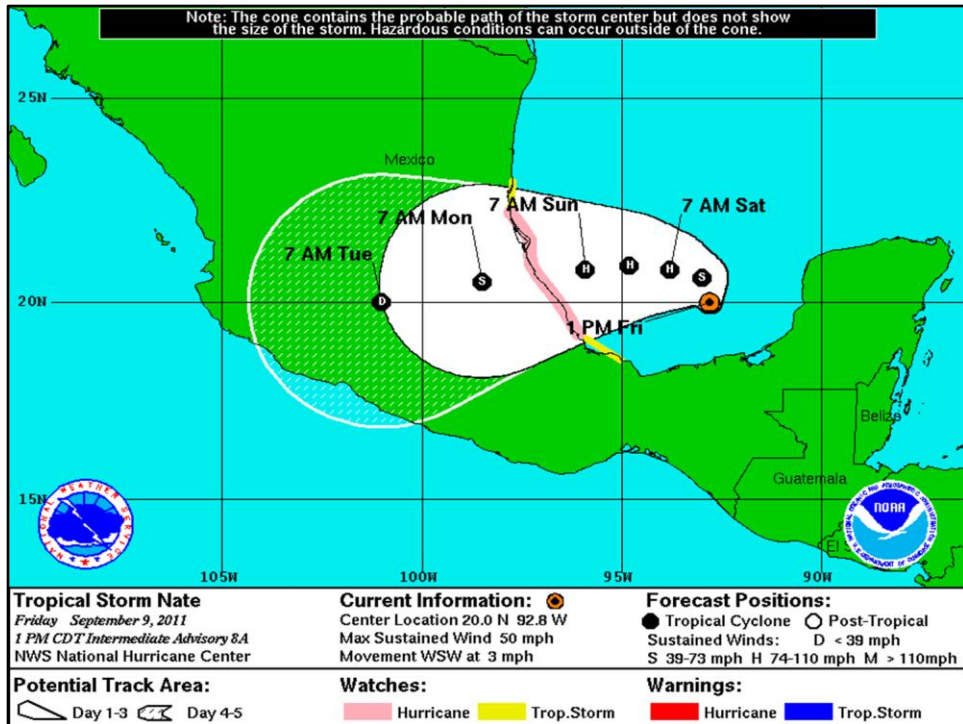 Note: The cone contains the probable path of the storm center but does not show
the size of the storm. Hazardous conditions can occur outside of the cone.
25N
Mexico
7 AM Mon
7 AM Sun
7 AM Sat
7 AM Tue
H
H
H
S
S
D
20N
1 PM Fri
Belize
Guatemala
15N
NATIONAL WEATHER SERVICE
NOAA
El S
105W
100W
95W
90W
Tropical Storm Nate
Friday September 9, 2011
1 PM CDT Intermediate Advisory 8A
NWS National Hurricane Center
Current Information:
Center Location 20.0 N 92.8 W
Max Sustained Wind 50 mph
Movement WSW at 3 mph
Forecast Positions:
Tropical Cyclone Post-Tropical
Sustained Winds: D < 39 mph
S 39-73 mph H 74-110 mph M > 110mph
Potential Track Area:
Day 1-3 Day 4-5
Watches:
Hurricane Trop.Storm
Warnings:
Hurricane Trop.Storm